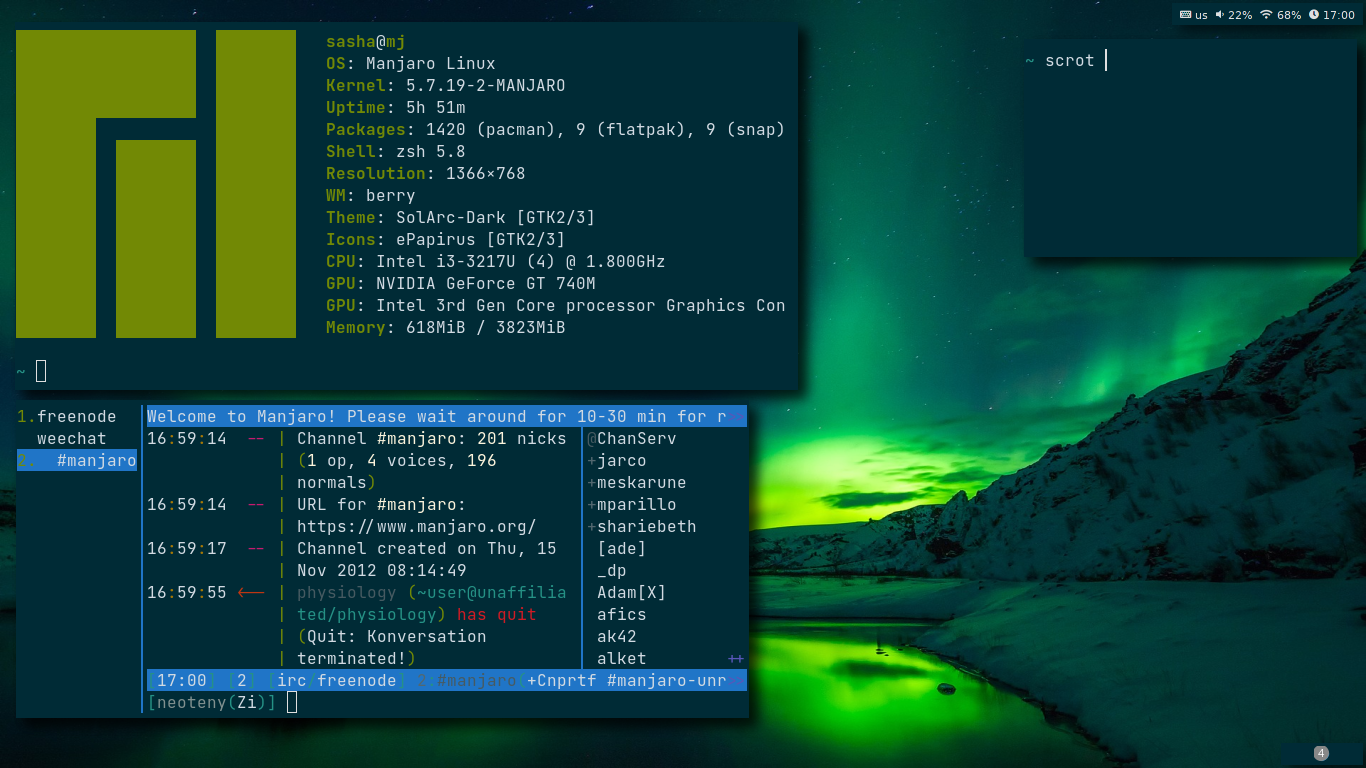 us 22% 68% 17:00
sasha@mj
OS: Manjaro Linux
Kernel: 5.7.19-2-MANJARO
Uptime: 5h 51m
Packages: 1420 (pacman), 9 (flatpak), 9 (snap)
Shell: zsh 5.8
Resolution: 1366×768
WM: berry
Theme: SolArc-Dark [GTK2/3]
Icons: ePapirus [GTK2/3]
CPU: Intel i3-3217U (4) @ 1.800GHz
GPU: NVIDIA GeForce GT 740M
GPU: Intel 3rd Gen Core processor Graphics Con
Memory: 618MiB / 3823MiB
~
~ scrot
1.freenode
weechat
2. #manjaro
Welcome to Manjaro! Please wait around for 10-30 min for r
16:59:14 -- | Channel #manjaro: 201 nicks
| (1 op, 4 voices, 196
| normals)
16:59:14 -- | URL for #manjaro:
| https://www.manjaro.org/
16:59:17 -- | Channel created on Thu, 15
| Nov 2012 08:14:49
16:59:55 <-- | physiology (~user@unaffilia
| ted/physiology) has quit
| (Quit: Konversation
| terminated!)
@ChanServ
+jarco
+meskarune
+mparillo
+shariebeth
[ade]
_dp
Adam[X]
afics
ak42
alket ++
[17:00] [2] [irc/freenode] 2:#manjaro(+Cnprtf #manjaro-unr
[neoteny(Zi)]
4